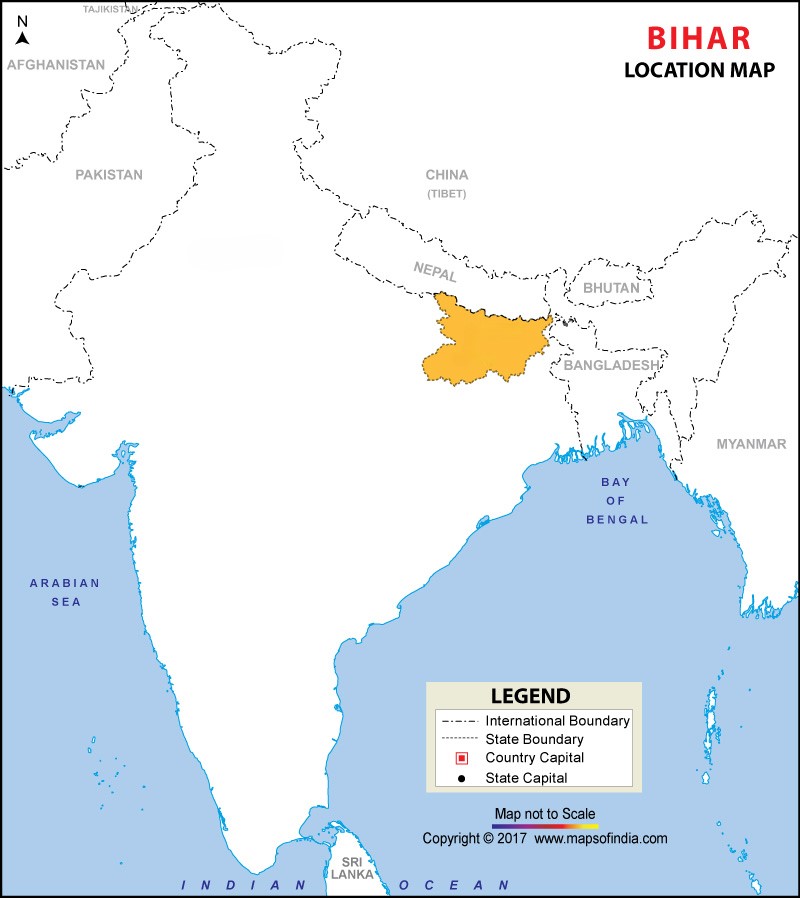 TAJIKISTAN
N
BIHAR
LOCATION MAP
AFGHANISTAN
PAKISTAN
CHINA
(TIBET)
NEPAL
BHUTAN
BANGLADESH
MYANMAR
BAY
OF
BENGAL
ARABIAN
SEA
LEGEND
International Boundary
State Boundary
Country Capital
State Capital
Map not to Scale
Copyright © 2017 www.mapsofindia.com
SRI
LANKA
INDIAN OCEAN